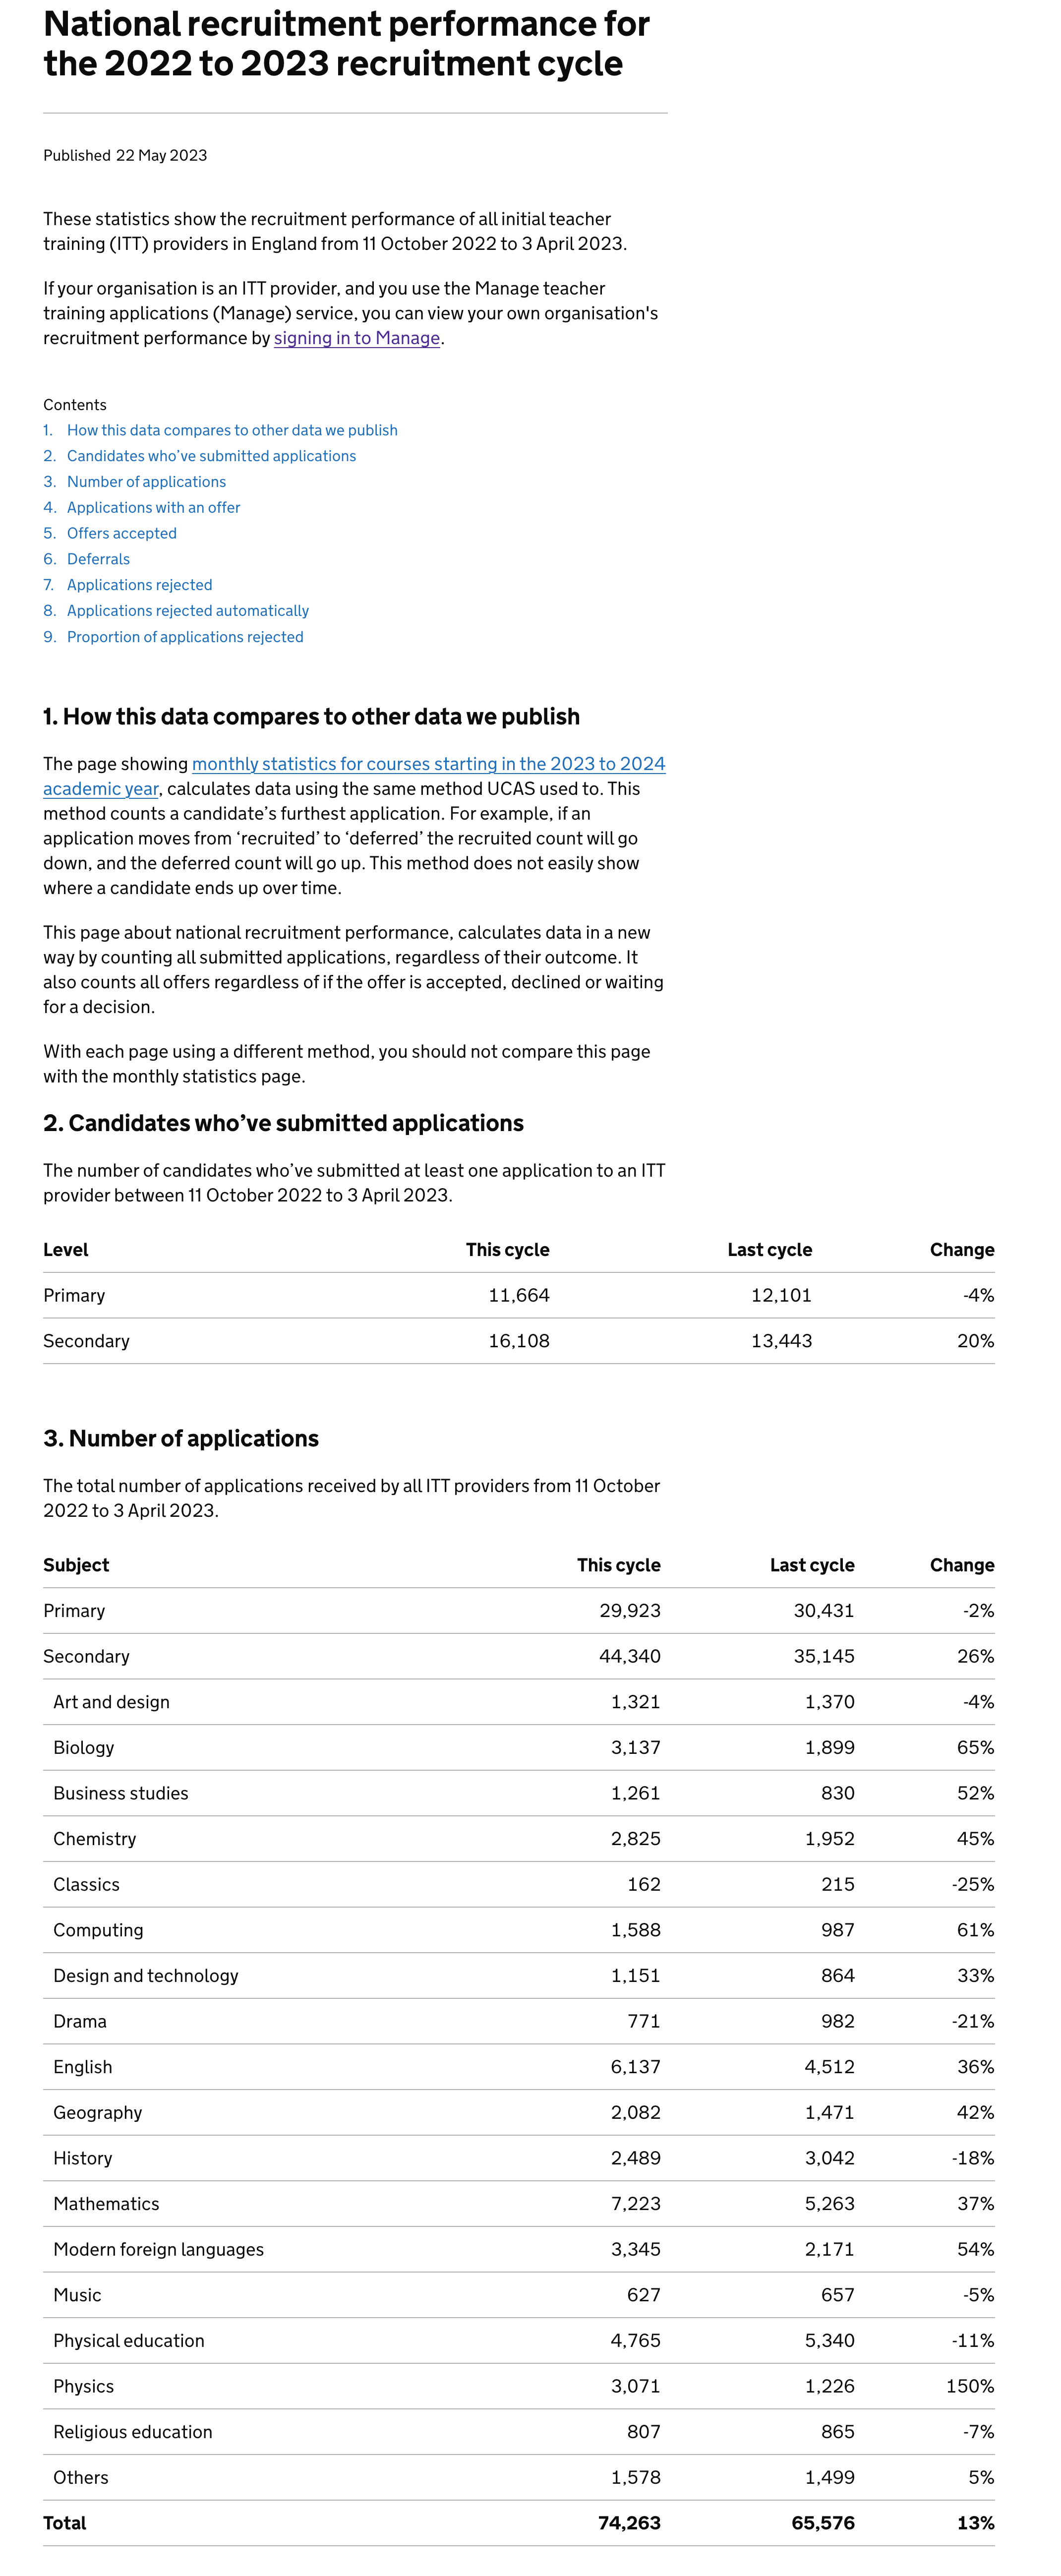 National recruitment performance for
the 2022 to 2023 recruitment cycle
Published 22 May 2023
These statistics show the recruitment performance of all initial teacher
training (ITT) providers in England from 11 October 2022 to 3 April 2023.
If your organisation is an ITT provider, and you use the Manage teacher
training applications (Manage) service, you can view your own organisation's
recruitment performance by signing in to Manage.
Contents
1. How this data compares to other data we publish
2. Candidates who’ve submitted applications
3. Number of applications
4. Applications with an offer
5. Offers accepted
6. Deferrals
7. Applications rejected
8. Applications rejected automatically
9. Proportion of applications rejected
1. How this data compares to other data we publish
The page showing monthly statistics for courses starting in the 2023 to 2024
academic year, calculates data using the same method UCAS used to. This
method counts a candidate’s furthest application. For example, if an
application moves from ‘recruited’ to ‘deferred’ the recruited count will go
down, and the deferred count will go up. This method does not easily show
where a candidate ends up over time.
This page about national recruitment performance, calculates data in a new
way by counting all submitted applications, regardless of their outcome. It
also counts all offers regardless of if the offer is accepted, declined or waiting
for a decision.
With each page using a different method, you should not compare this page
with the monthly statistics page.
2. Candidates who’ve submitted applications
The number of candidates who’ve submitted at least one application to an ITT
provider between 11 October 2022 to 3 April 2023.
Level This cycle Last cycle Change
Primary 11,664 12,101 -4%
Secondary 16,108 13,443 20%
3. Number of applications
The total number of applications received by all ITT providers from 11 October
2022 to 3 April 2023.
Subject This cycle Last cycle Change
Primary 29,923 30,431 -2%
Secondary 44,340 35,145 26%
Art and design 1,321 1,370 -4%
Biology 3,137 1,899 65%
Business studies 1,261 830 52%
Chemistry 2,825 1,952 45%
Classics 162 215 -25%
Computing 1,588 987 61%
Design and technology 1,151 864 33%
Drama 771 982 -21%
English 6,137 4,512 36%
Geography 2,082 1,471 42%
History 2,489 3,042 -18%
Mathematics 7,223 5,263 37%
Modern foreign languages 3,345 2,171 54%
Music 627 657 -5%
Physical education 4,765 5,340 -11%
Physics 3,071 1,226 150%
Religious education 807 865 -7%
Others 1,578 1,499 5%
Total 74,263 65,576 13%